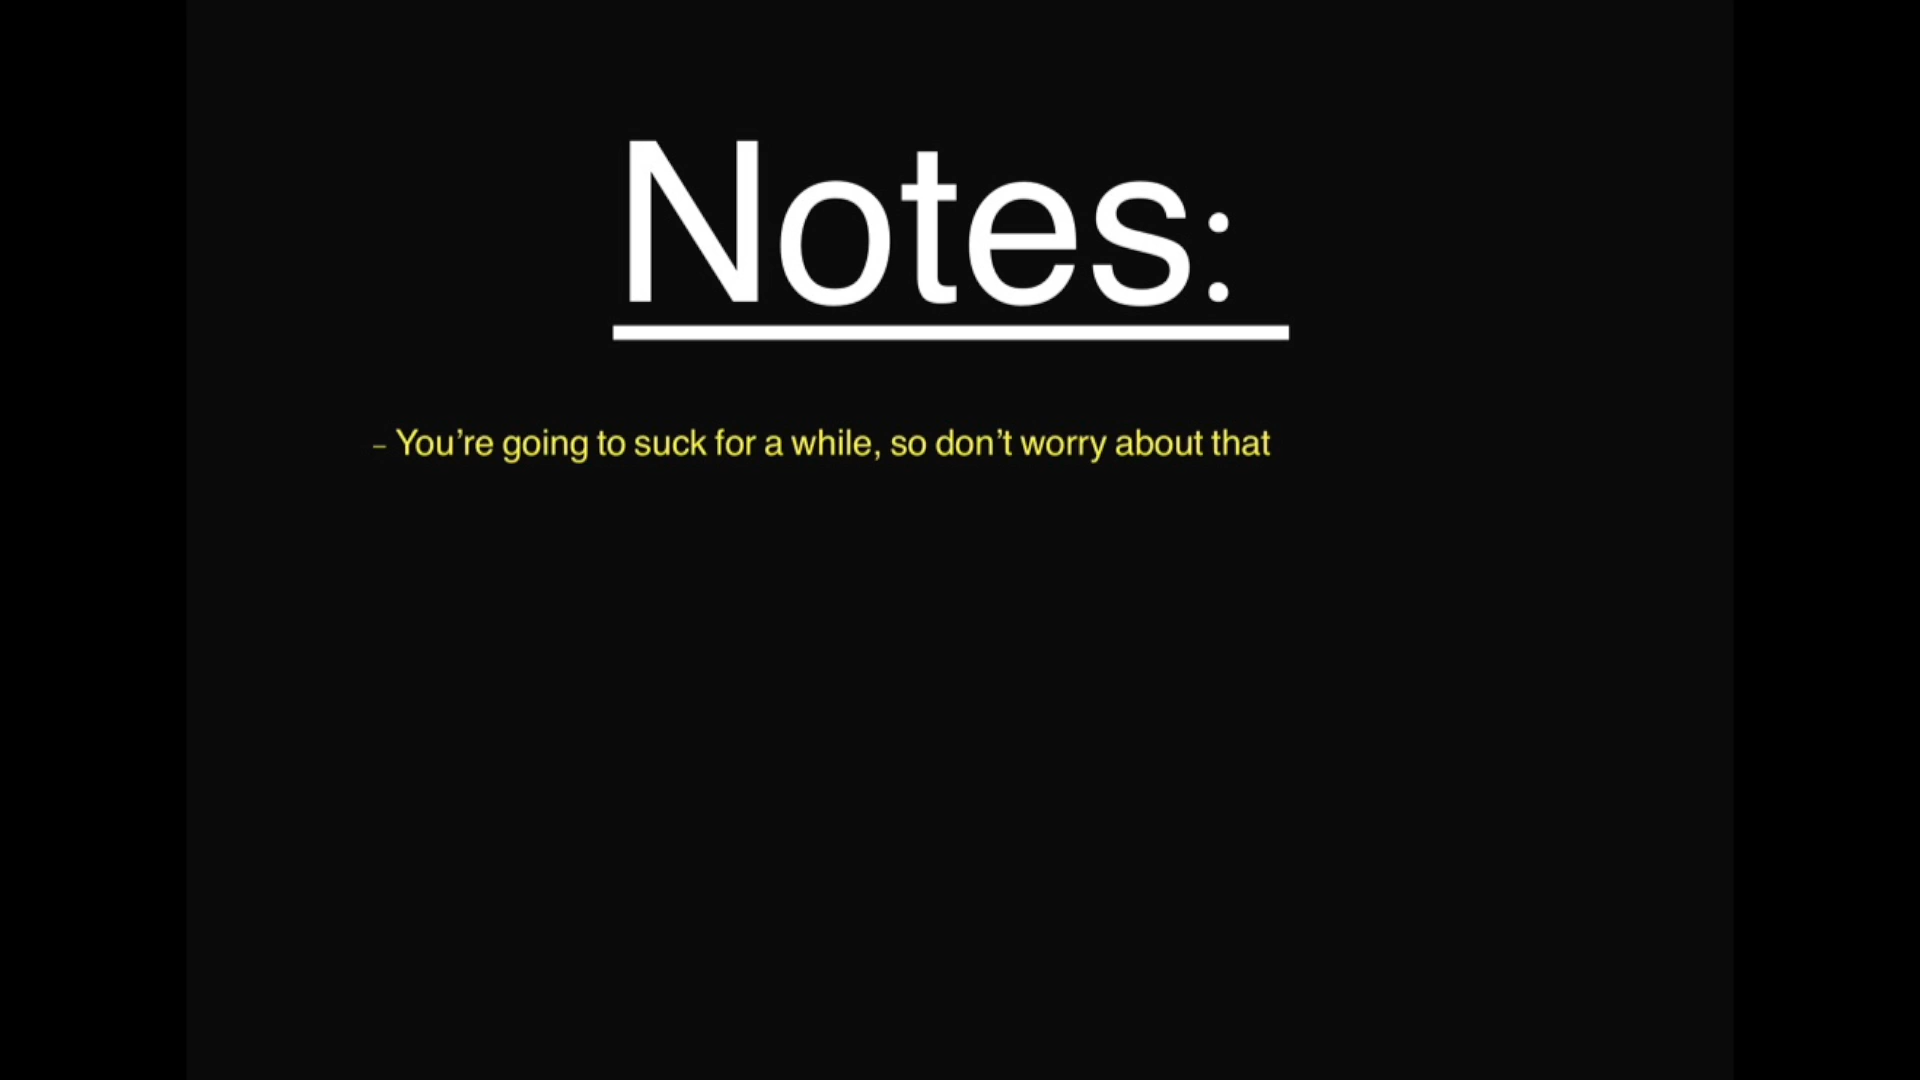 Notes:
– You’re going to suck for a while, so don’t worry about that